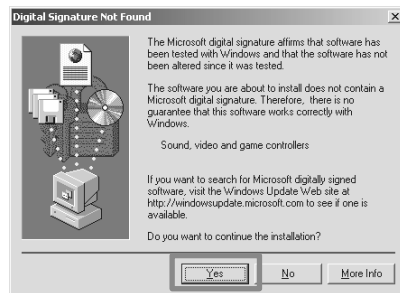 Digital Signature Not Found
The Microsoft digital signature affirms that software has
been tested with Windows and that the software has not
been altered since it was tested.
The software you are about to install does not contain a
Microsoft digital signature. Therefore, there is no
guarantee that this software works correctly with
Windows.
Sound, video and game controllers
If you want to search for Microsoft digitally signed
software, visit the Windows Update Web site at
http://windowsupdate.microsoft.com to see if one is
available.
Do you want to continue the installation?
Yes No More Info